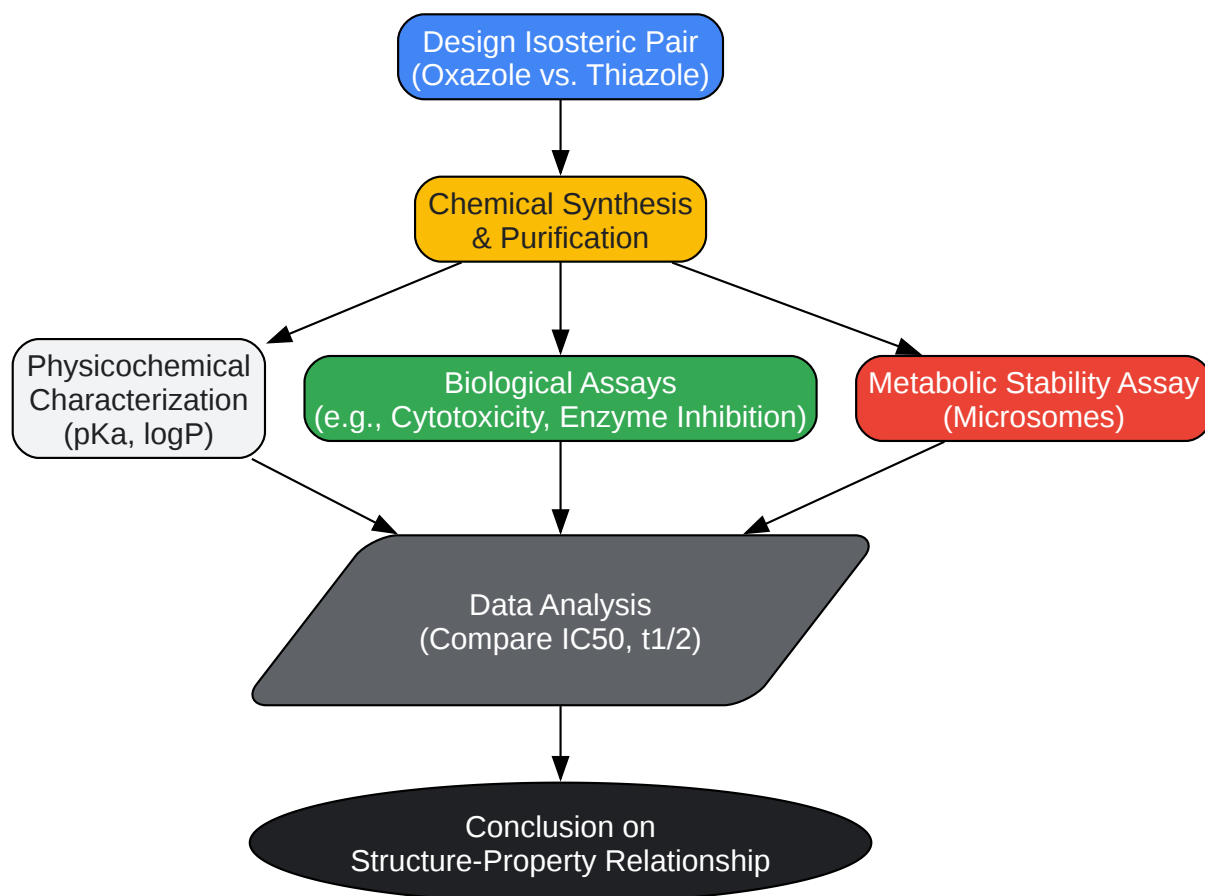 Design Isosteric Pair
(Oxazole vs. Thiazole)
Chemical Synthesis
& Purification
Physicochemical
Characterization
(pKa, logP)
Biological Assays
(e.g., Cytotoxicity, Enzyme Inhibition)
Metabolic Stability Assay
(Microsomes)
Data Analysis
(Compare IC50, t1/2)
Conclusion on
Structure-Property Relationship